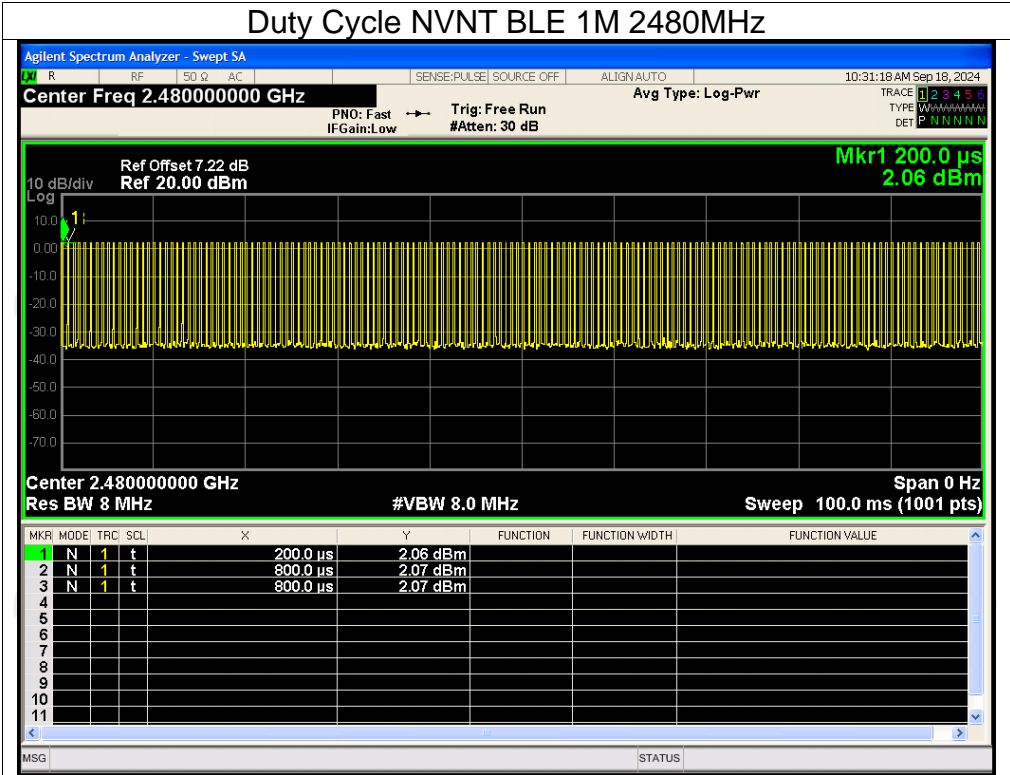 Duty Cycle NVNT BLE 1M 2480MHz
Agilent Spectrum Analyzer - Swept SA
LXI R RF 50 Ω AC SENSE:PULSE SOURCE OFF ALIGN AUTO 10:31:18 AM Sep 18, 2024
Center Freq 2.480000000 GHz Avg Type: Log-Pwr TRACE 1 2 3 4 5 6
PNO: Fast Trig: Free Run TYPE WWWWWW
IFGain:Low #Atten: 30 dB DET P N N N N N
Mkr1 200.0 µs
Ref Offset 7.22 dB
10 dB/div Ref 20.00 dBm 2.06 dBm
Log
10.0 1
0.00
-10.0
-20.0
-30.0
-40.0
-50.0
-60.0
-70.0
Center 2.480000000 GHz Span 0 Hz
Res BW 8 MHz #VBW 8.0 MHz Sweep 100.0 ms (1001 pts)
MKR MODE TRC SCL X Y FUNCTION FUNCTION WIDTH FUNCTION VALUE
1 N 1 t 200.0 µs 2.06 dBm
2 N 1 t 800.0 µs 2.07 dBm
3 N 1 t 800.0 µs 2.07 dBm
4
5
6
7
8
9
10
11
MSG STATUS